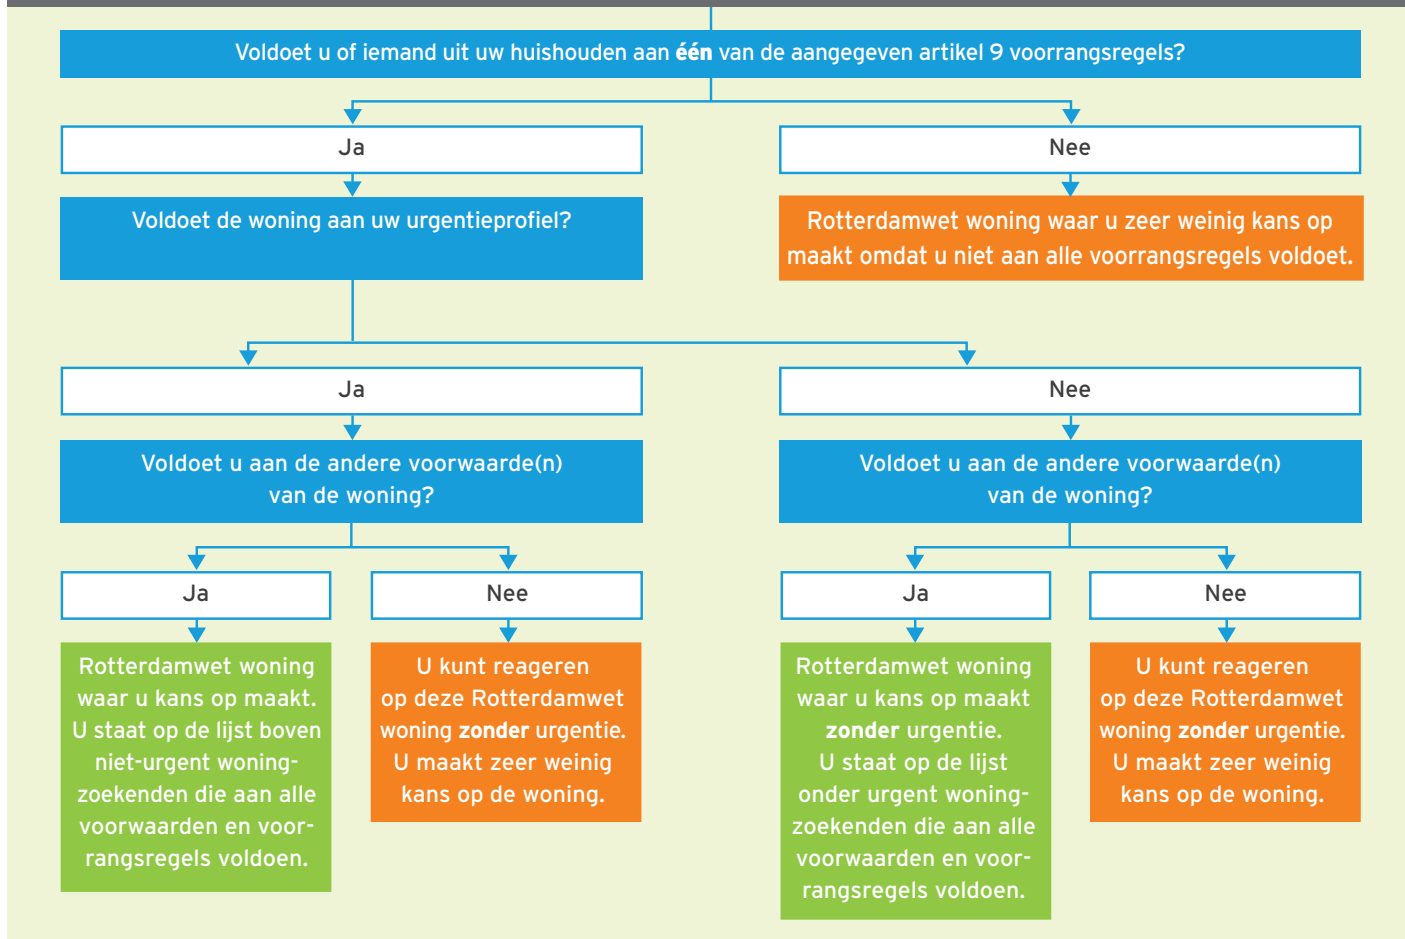 Voldoet u of iemand uit uw huishouden aan één van de aangegeven artikel 9 voorrangsregels?
Ja
Nee
Voldoet de woning aan uw urgentieprofiel?
Rotterdamwet woning waar u zeer weinig kans op
maakt omdat u niet aan alle voorrangsregels voldoet.
Ja
Nee
Voldoet u aan de andere voorwaarde(n)
van de woning?
Voldoet u aan de andere voorwaarde(n)
van de woning?
Ja
Nee
Ja
Nee
Rotterdamwet woning
waar u kans op maakt.
U staat op de lijst boven
niet-urgent woning-
zoekenden die aan alle
voorwaarden en voor-
rangsregels voldoen.
U kunt reageren
op deze Rotterdamwet
woning zonder urgentie.
U maakt zeer weinig
kans op de woning.
Rotterdamwet woning
waar u kans op maakt
zonder urgentie.
U staat op de lijst
onder urgent woning-
zoekenden die aan alle
voorwaarden en voor-
rangsregels voldoen.
U kunt reageren
op deze Rotterdamwet
woning zonder urgentie.
U maakt zeer weinig
kans op de woning.